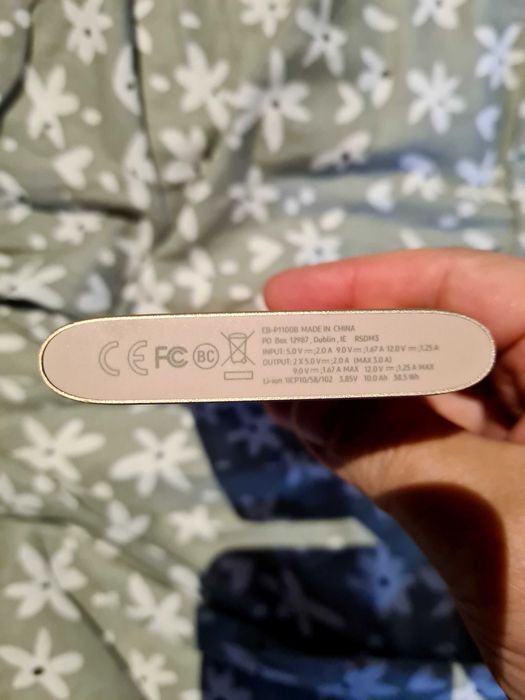 CE FC BC
EB-P1100B MADE IN CHINA
PO Box 12987, Dublin, IE RSDM3
INPUT: 5.0 V ⎓;2.0 A 9.0 V ⎓;1.67 A 12.0 V ⎓;1.25 A
OUTPUT: 2 X 5.0 V ⎓;2.0 A (MAX 3.0 A)
9.0 V ⎓;1.67 A MAX 12.0 V ⎓;1.25 A MAX
Li-ion 1ICP10/58/102 3.85V 10.0 Ah 38.5 Wh